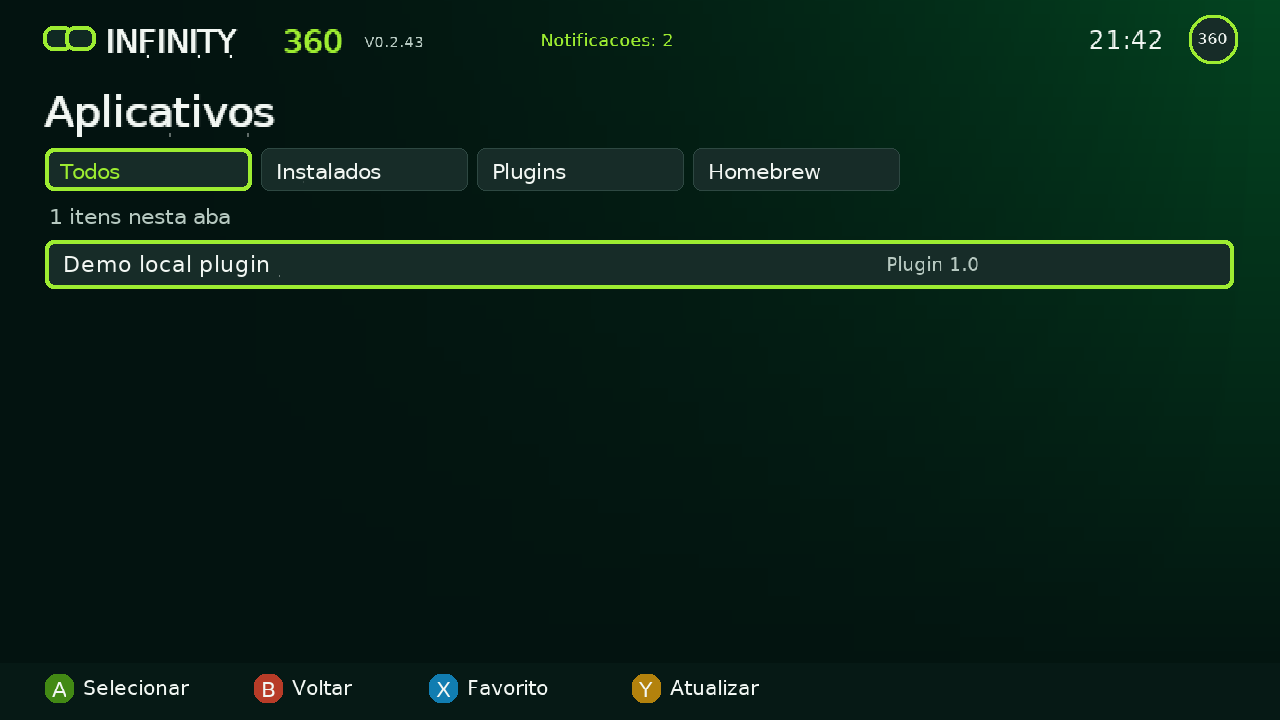 INFINITY 360 V0.2.43 Notificacoes: 2 21:42 360
Aplicativos
Todos Instalados Plugins Homebrew
1 itens nesta aba
Demo local plugin Plugin 1.0
A Selecionar B Voltar X Favorito Y Atualizar